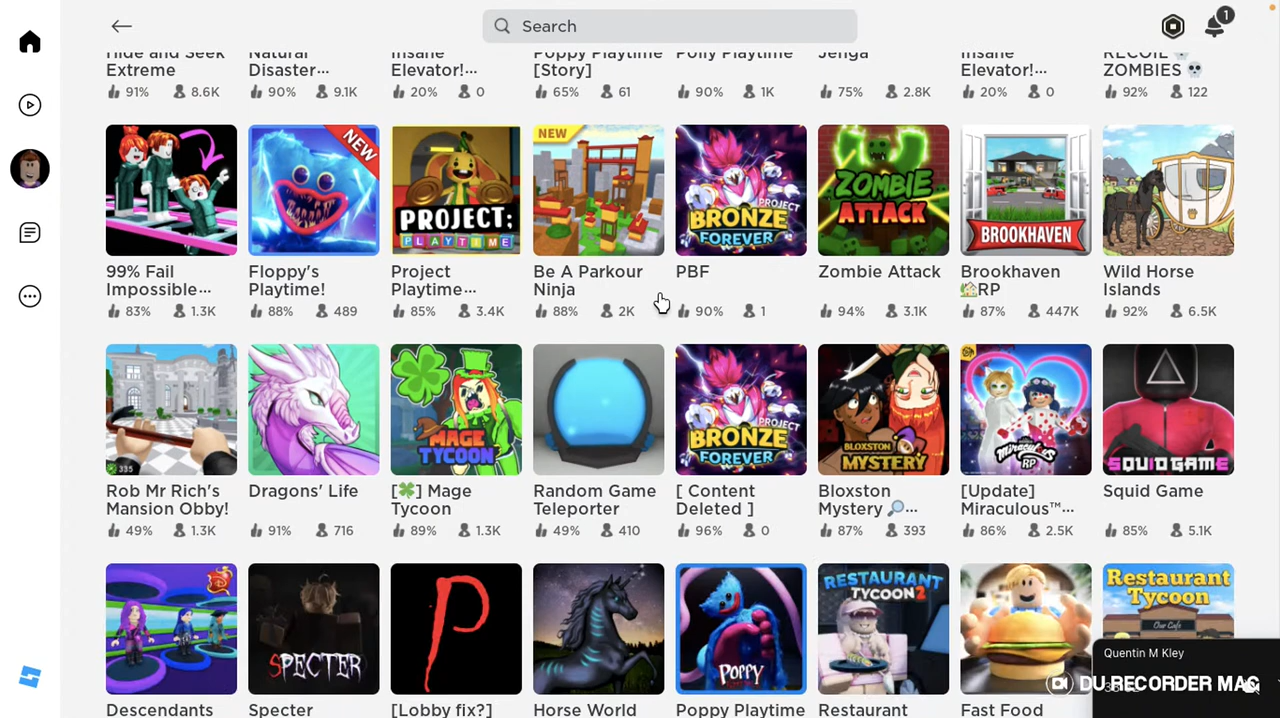 Search
1
Hide and Seek
Extreme
91% 8.6K
Natural
Disaster...
90% 9.1K
Insane
Elevator!...
20% 0
Poppy Playtime
[Story]
65% 61
Polly Playtime
90% 1K
Jenga
75% 2.8K
Insane
Elevator!...
20% 0
RECOIL 💀
ZOMBIES 💀
92% 122
99% Fail
Impossible...
83% 1.3K
NEW
Floppy's
Playtime!
88% 489
PROJECT;
PLAYTIME
Project
Playtime...
85% 3.4K
NEW
Be A Parkour
Ninja
88% 2K
PROJECT
BRONZE
FOREVER
PBF
90% 1
ZOMBIE
ATTACK
Zombie Attack
94% 3.1K
BROOKHAVEN
Brookhaven
🏡RP
87% 447K
Wild Horse
Islands
92% 6.5K
335
Rob Mr Rich's
Mansion Obby!
49% 1.3K
Dragons' Life
91% 716
MAGE
TYCOON
[🍀] Mage
Tycoon
89% 1.3K
Random Game
Teleporter
49% 410
PROJECT
BRONZE
FOREVER
[ Content
Deleted ]
96% 0
BLOXSTON
MYSTERY
Bloxston
Mystery 🔎...
87% 393
Miraculous
RP
[Update]
Miraculous™...
86% 2.5K
SQUID GAME
Squid Game
85% 5.1K
Descendants
SPECTER
Specter
P
[Lobby fix?]
Horse World
POPPY
Poppy Playtime
RESTAURANT
TYCOON 2
Restaurant
Fast Food
Restaurant
Tycoon
Our Cafe
Quentin M Kley
DU RECORDER MAC